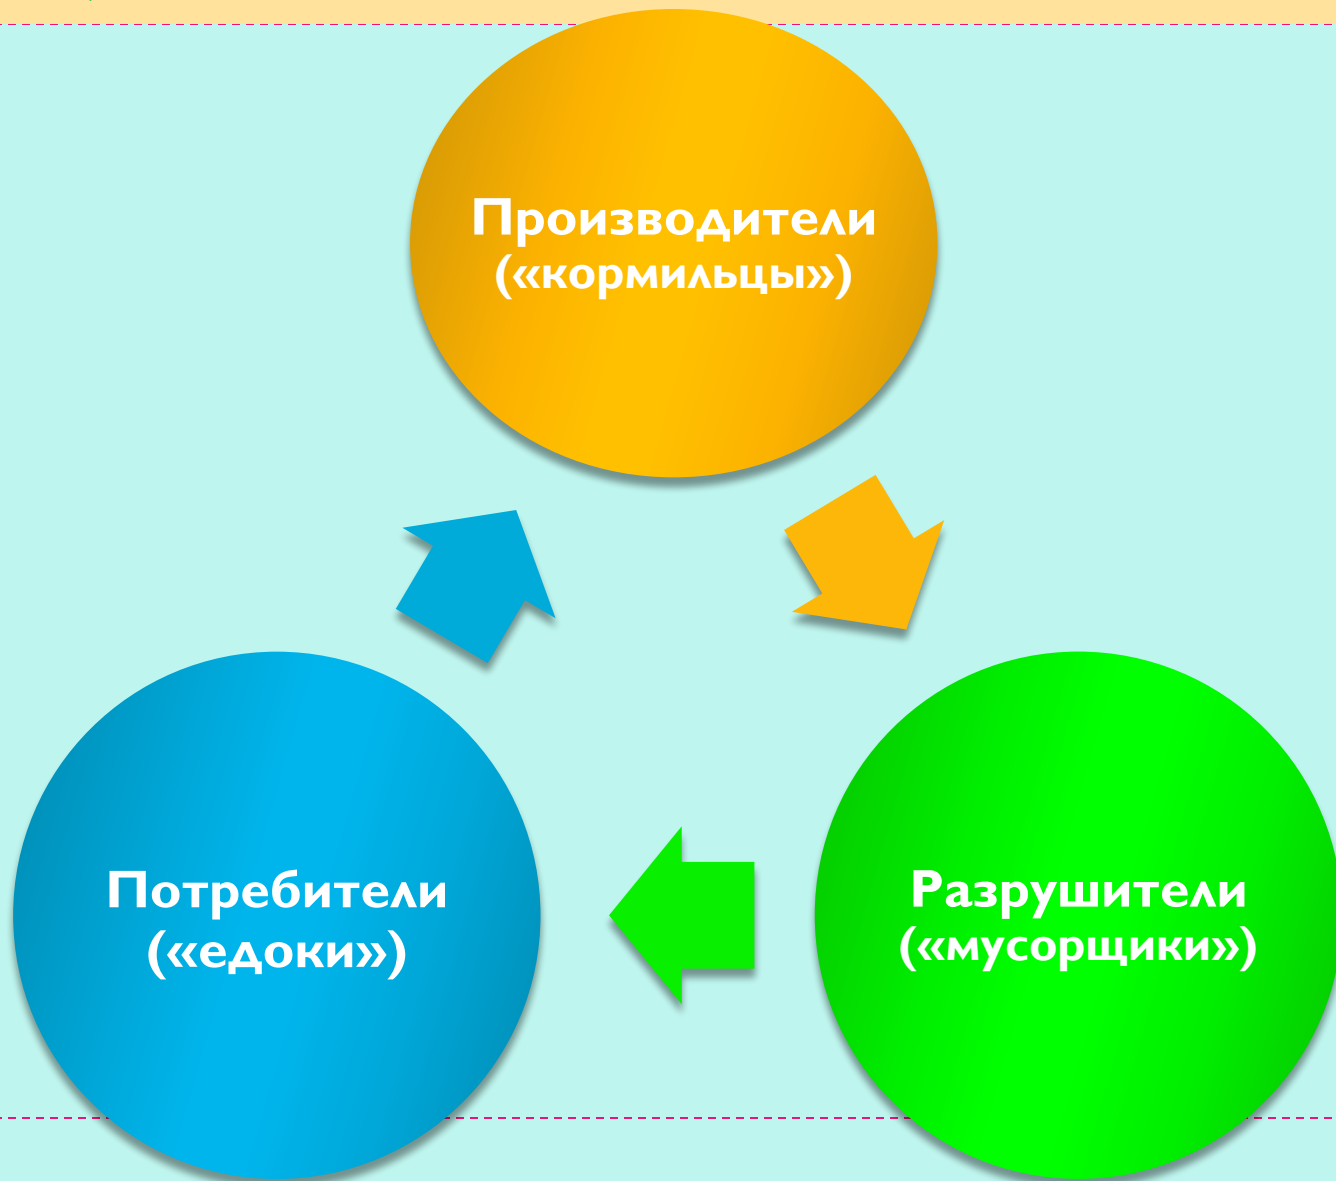 Производители
(«кормильцы»)
Потребители
(«едоки»)
Разрушители
(«мусорщики»)